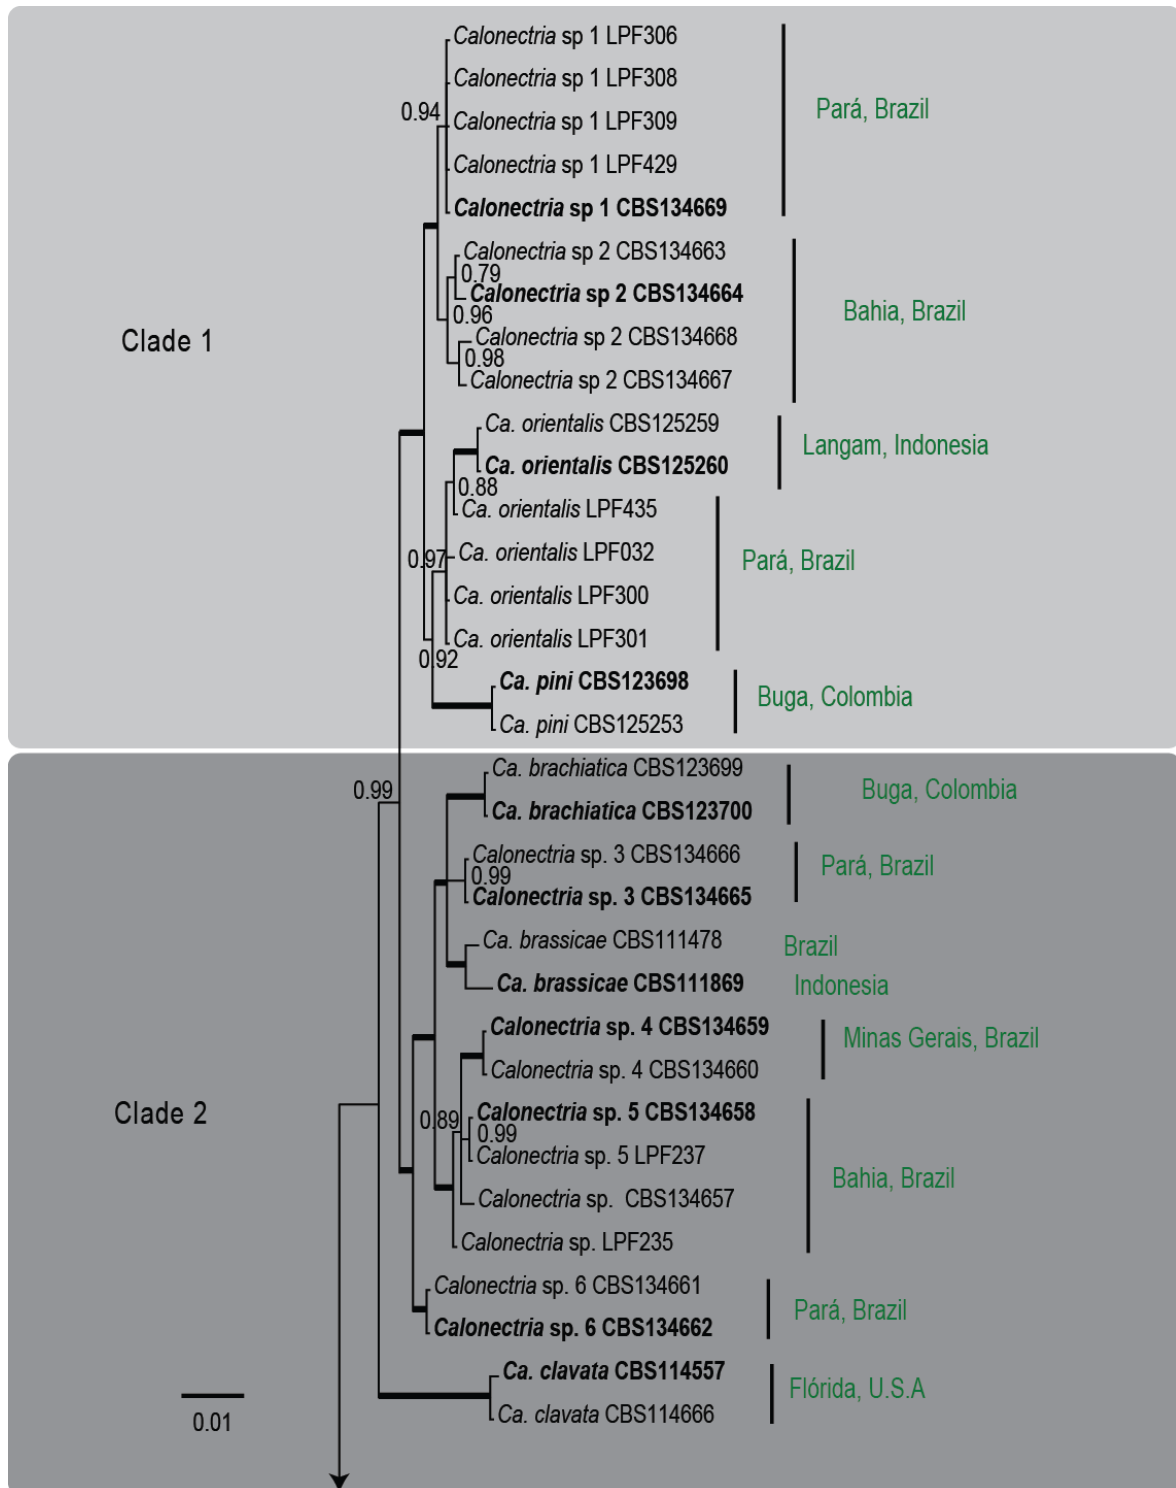 Calonectria sp 1 LPF306
Calonectria sp 1 LPF308
0.94
Pará, Brazil
Calonectria sp 1 LPF309
Calonectria sp 1 LPF429
Calonectria sp 1 CBS134669
Calonectria sp 2 CBS134663
0.79
Calonectria sp 2 CBS134664
Bahia, Brazil
0.96
Clade 1
Calonectria sp 2 CBS134668
0.98
Calonectria sp 2 CBS134667
Ca. orientalis CBS125259
Langam, Indonesia
Ca. orientalis CBS125260
0.88
Ca. orientalis LPF435
0.97
Ca. orientalis LPF032
Pará, Brazil
Ca. orientalis LPF300
Ca. orientalis LPF301
0.92
Ca. pini CBS123698
Buga, Colombia
Ca. pini CBS125253
Ca. brachiatica CBS123699
0.99
Buga, Colombia
Ca. brachiatica CBS123700
Calonectria sp. 3 CBS134666
Pará, Brazil
0.99
Calonectria sp. 3 CBS134665
Ca. brassicae CBS111478
Brazil
Ca. brassicae CBS111869
Indonesia
Calonectria sp. 4 CBS134659
Minas Gerais, Brazil
Calonectria sp. 4 CBS134660
Clade 2
Calonectria sp. 5 CBS134658
0.89
0.99
Calonectria sp. 5 LPF237
Bahia, Brazil
Calonectria sp. CBS134657
Calonectria sp. LPF235
Calonectria sp. 6 CBS134661
Pará, Brazil
Calonectria sp. 6 CBS134662
Ca. clavata CBS114557
Flórida, U.S.A
Ca. clavata CBS114666
0.01